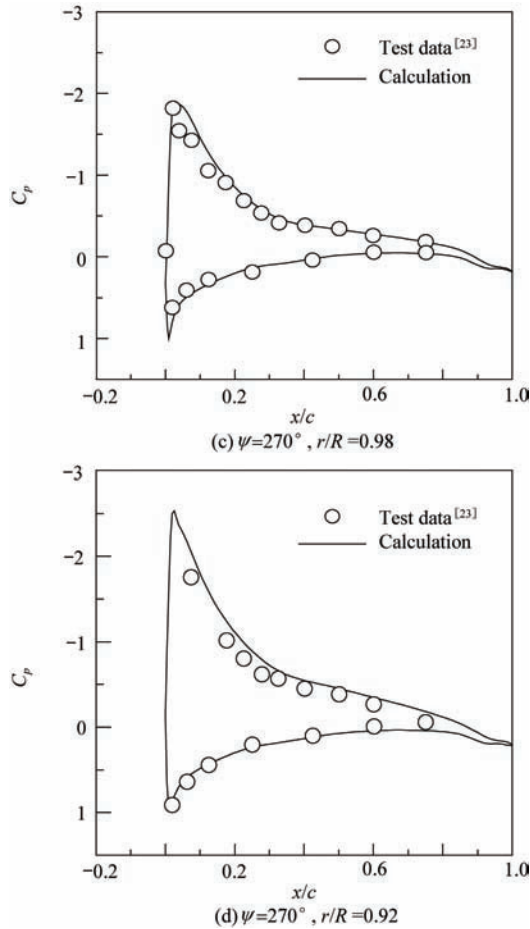 -3
Test data[23]
Calculation
-2
-1
Cp
0
1
-0.2 0.2 0.6 1.0
x/c
(c) ψ=270°, r/R=0.98
-3
Test data[23]
Calculation
-2
-1
Cp
0
1
-0.2 0.2 0.6 1.0
x/c
(d) ψ=270°, r/R=0.92